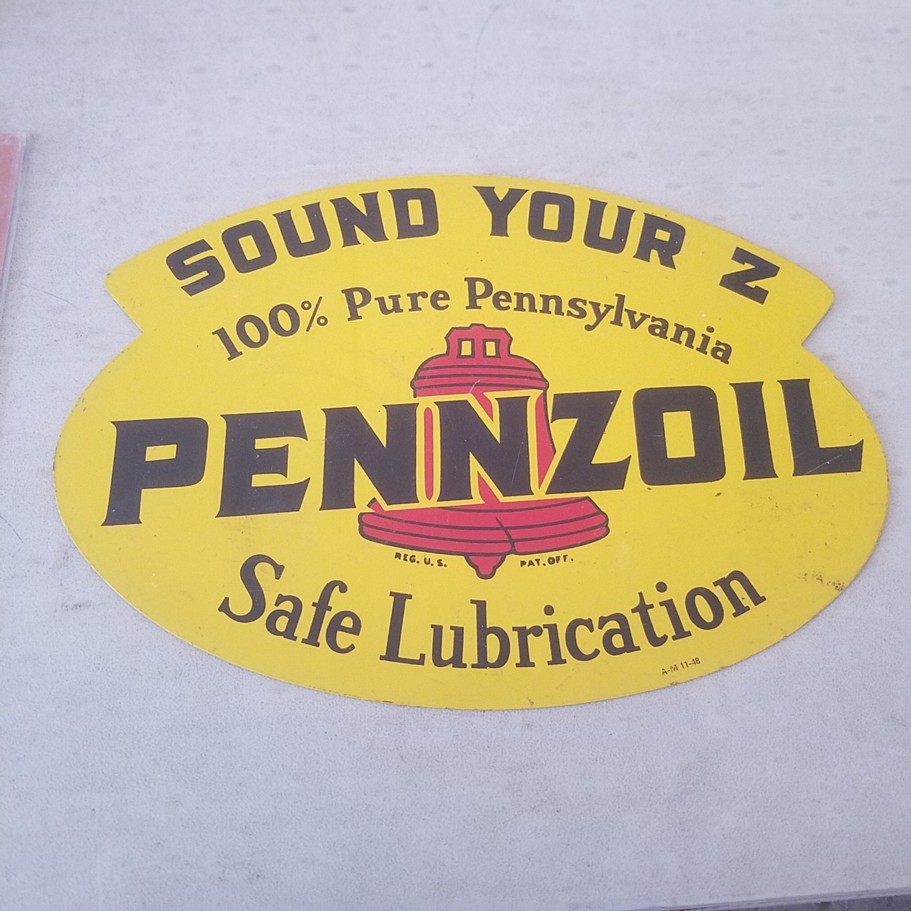 SOUND YOUR Z
100% Pure Pennsylvania
PENNZOIL
REG. U.S. PAT. OFF.
Safe Lubrication
A-M 11-48